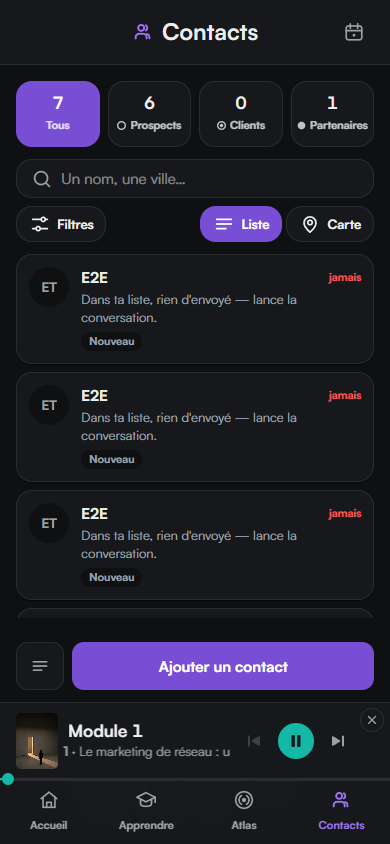 Contacts
7
Tous
6
Prospects
0
Clients
1
Partenaires
Un nom, une ville...
Filtres
Liste
Carte
ET
E2E
jamais
Dans ta liste, rien d'envoyé — lance la
conversation.
Nouveau
ET
E2E
jamais
Dans ta liste, rien d'envoyé — lance la
conversation.
Nouveau
ET
E2E
jamais
Dans ta liste, rien d'envoyé — lance la
conversation.
Nouveau
Ajouter un contact
Module 1
1 · Le marketing de réseau : u
Accueil
Apprendre
Atlas
Contacts